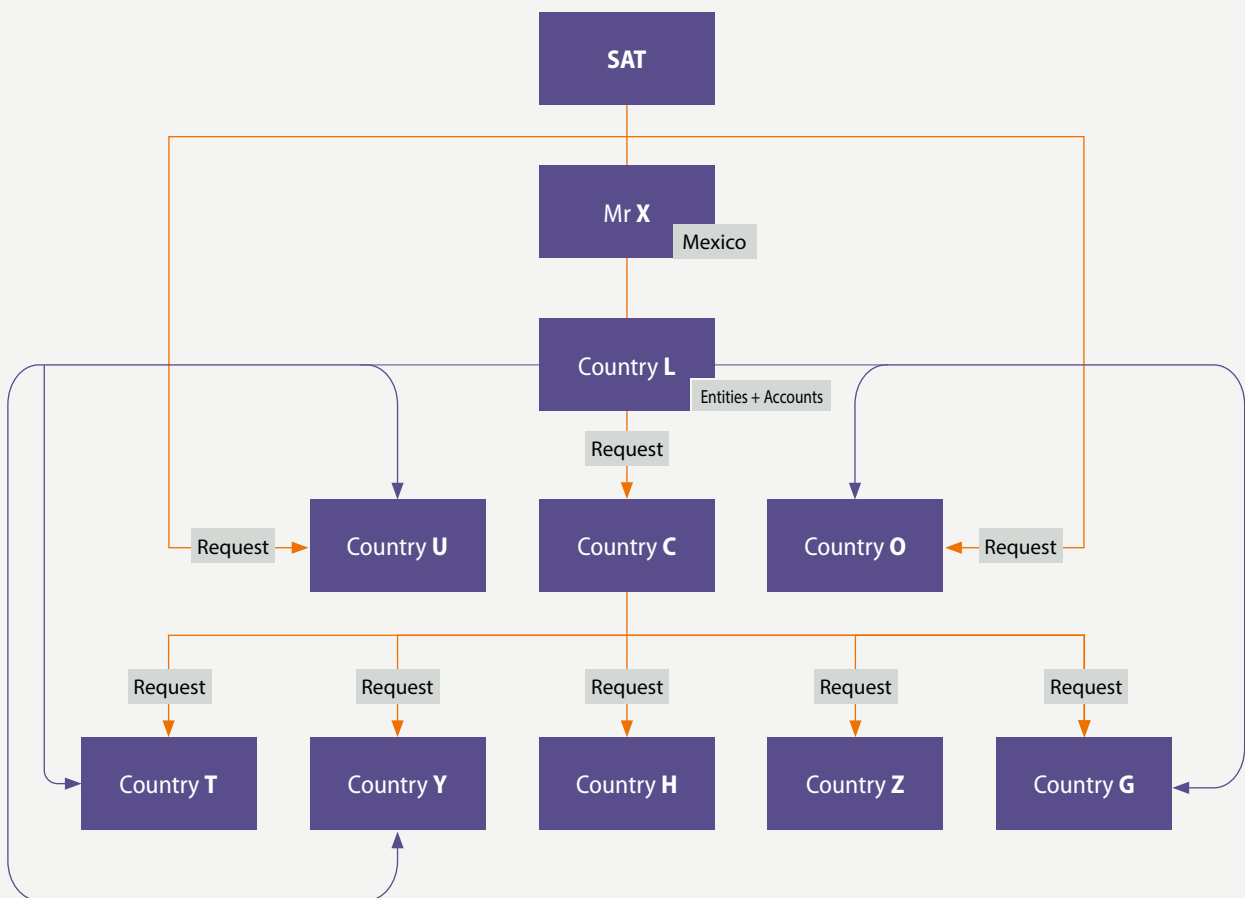 SAT
Mr X
Mexico
Country L
Entities + Accounts
Request
Request
Country U
Country C
Country O
Request
Request
Request
Request
Request
Request
Country T
Country Y
Country H
Country Z
Country G